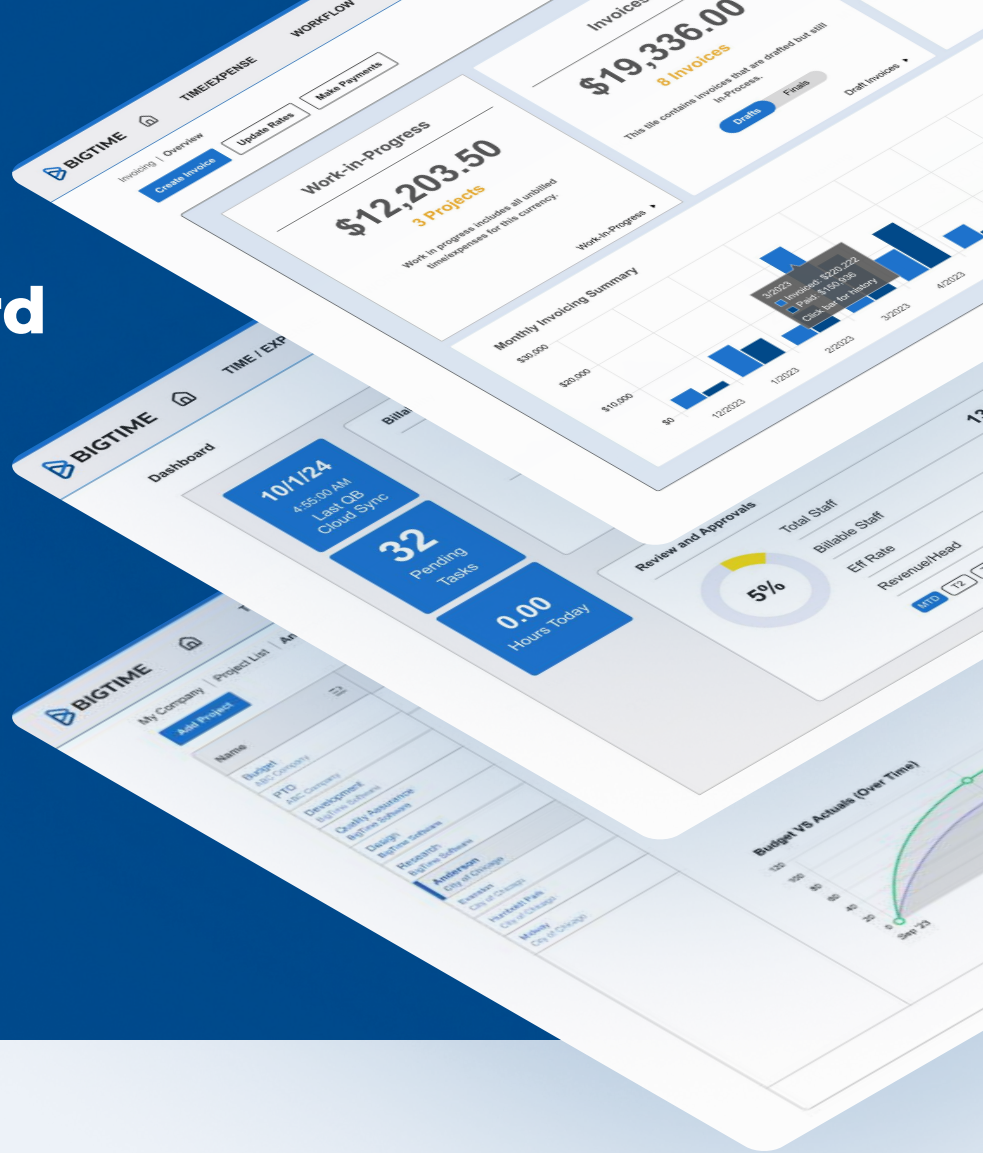 rd
BIGTIME
TIME/EXPENSE
WORKFLOW
Invoicing | Overview
Create Invoice
Update Rates
Make Payments
Work-in-Progress
$12,203.50
3 Projects
Work in progress includes all unbilled
time/expenses for this currency.
Work-in-Progress
Invoices
$19,336.00
8 Invoices
This tile contains invoices that are drafted but still
in-Process.
Drafts
Finals
Draft Invoices
Monthly Invoicing Summary
$30,000
$20,000
$10,000
$0
12/2023
1/2023
2/2023
3/2023
4/2023
3/2023
Invoiced: $220,222
Paid: $150,936
Click bar for history
BIGTIME
TIME / EXP
Dashboard
10/1/24
4:55:00 AM
Last QB
Cloud Sync
32
Pending
Tasks
0.00
Hours Today
Billa
Review and Approvals
5%
Total Staff
13
Billable Staff
Eff Rate
Revenue/Head
MTD
T2
BIGTIME
My Company | Project List | An
Add Project
Name
Budget
ABC Company
PTO
ABC Company
Development
BigTime Software
Quality Assurance
BigTime Software
Design
BigTime Software
Research
BigTime Software
Anderson
City of Chicago
Evanston
City of Chicago
Humboldt Park
City of Chicago
Midway
City of Chicago
Budget VS Actuals (Over Time)
120
100
80
60
40
20
0
Sep '23